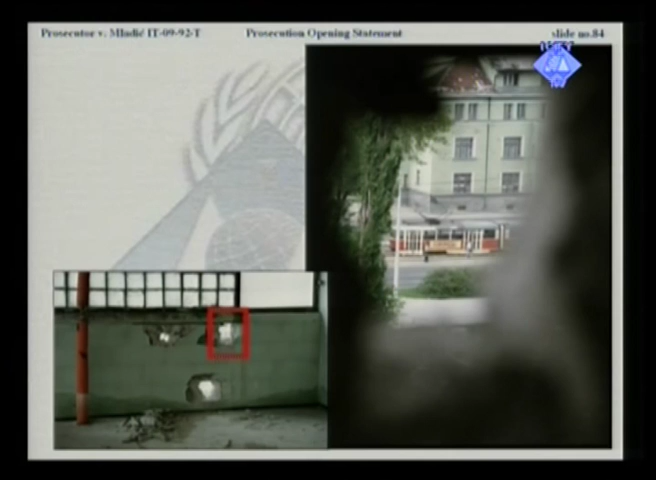 Prosecutor v. Mladić IT-09-92-T
Prosecution Opening Statement
slide no.84